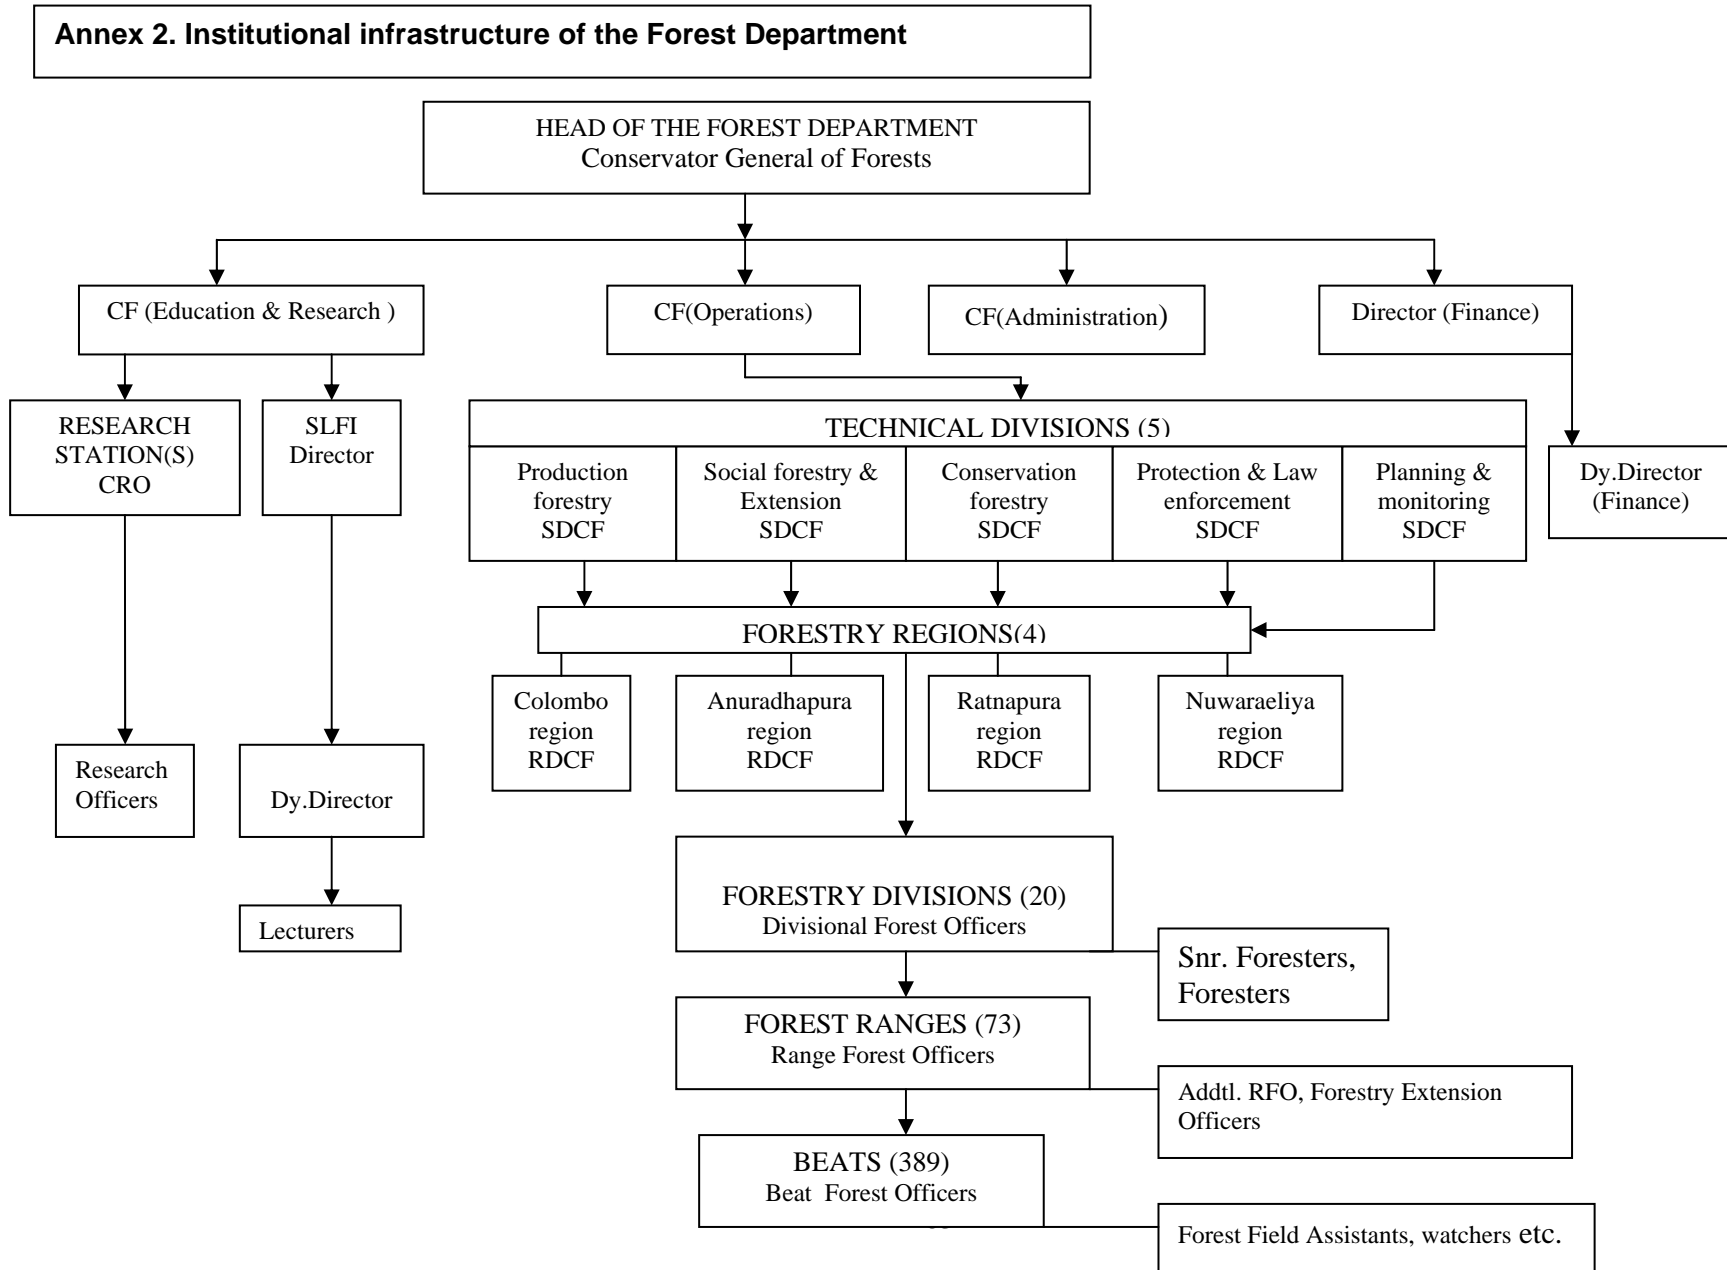 Annex 2. Institutional infrastructure of the Forest Department
HEAD OF THE FOREST DEPARTMENT
Conservator General of Forests
CF (Education & Research )
CF(Operations)
CF(Administration)
Director (Finance)
RESEARCH
STATION(S)
CRO
SLFI
Director
TECHNICAL DIVISIONS (5)
Production
forestry
SDCF
Social forestry &
Extension
SDCF
Conservation
forestry
SDCF
Protection & Law
enforcement
SDCF
Planning &
monitoring
SDCF
Dy.Director
(Finance)
FORESTRY REGIONS(4)
Colombo
region
RDCF
Anuradhapura
region
RDCF
Ratnapura
region
RDCF
Nuwaraeliya
region
RDCF
Research
Officers
Dy.Director
Lecturers
FORESTRY DIVISIONS (20)
Divisional Forest Officers
Snr. Foresters,
Foresters
FOREST RANGES (73)
Range Forest Officers
Addtl. RFO, Forestry Extension
Officers
BEATS (389)
Beat  Forest Officers
Forest Field Assistants, watchers etc.